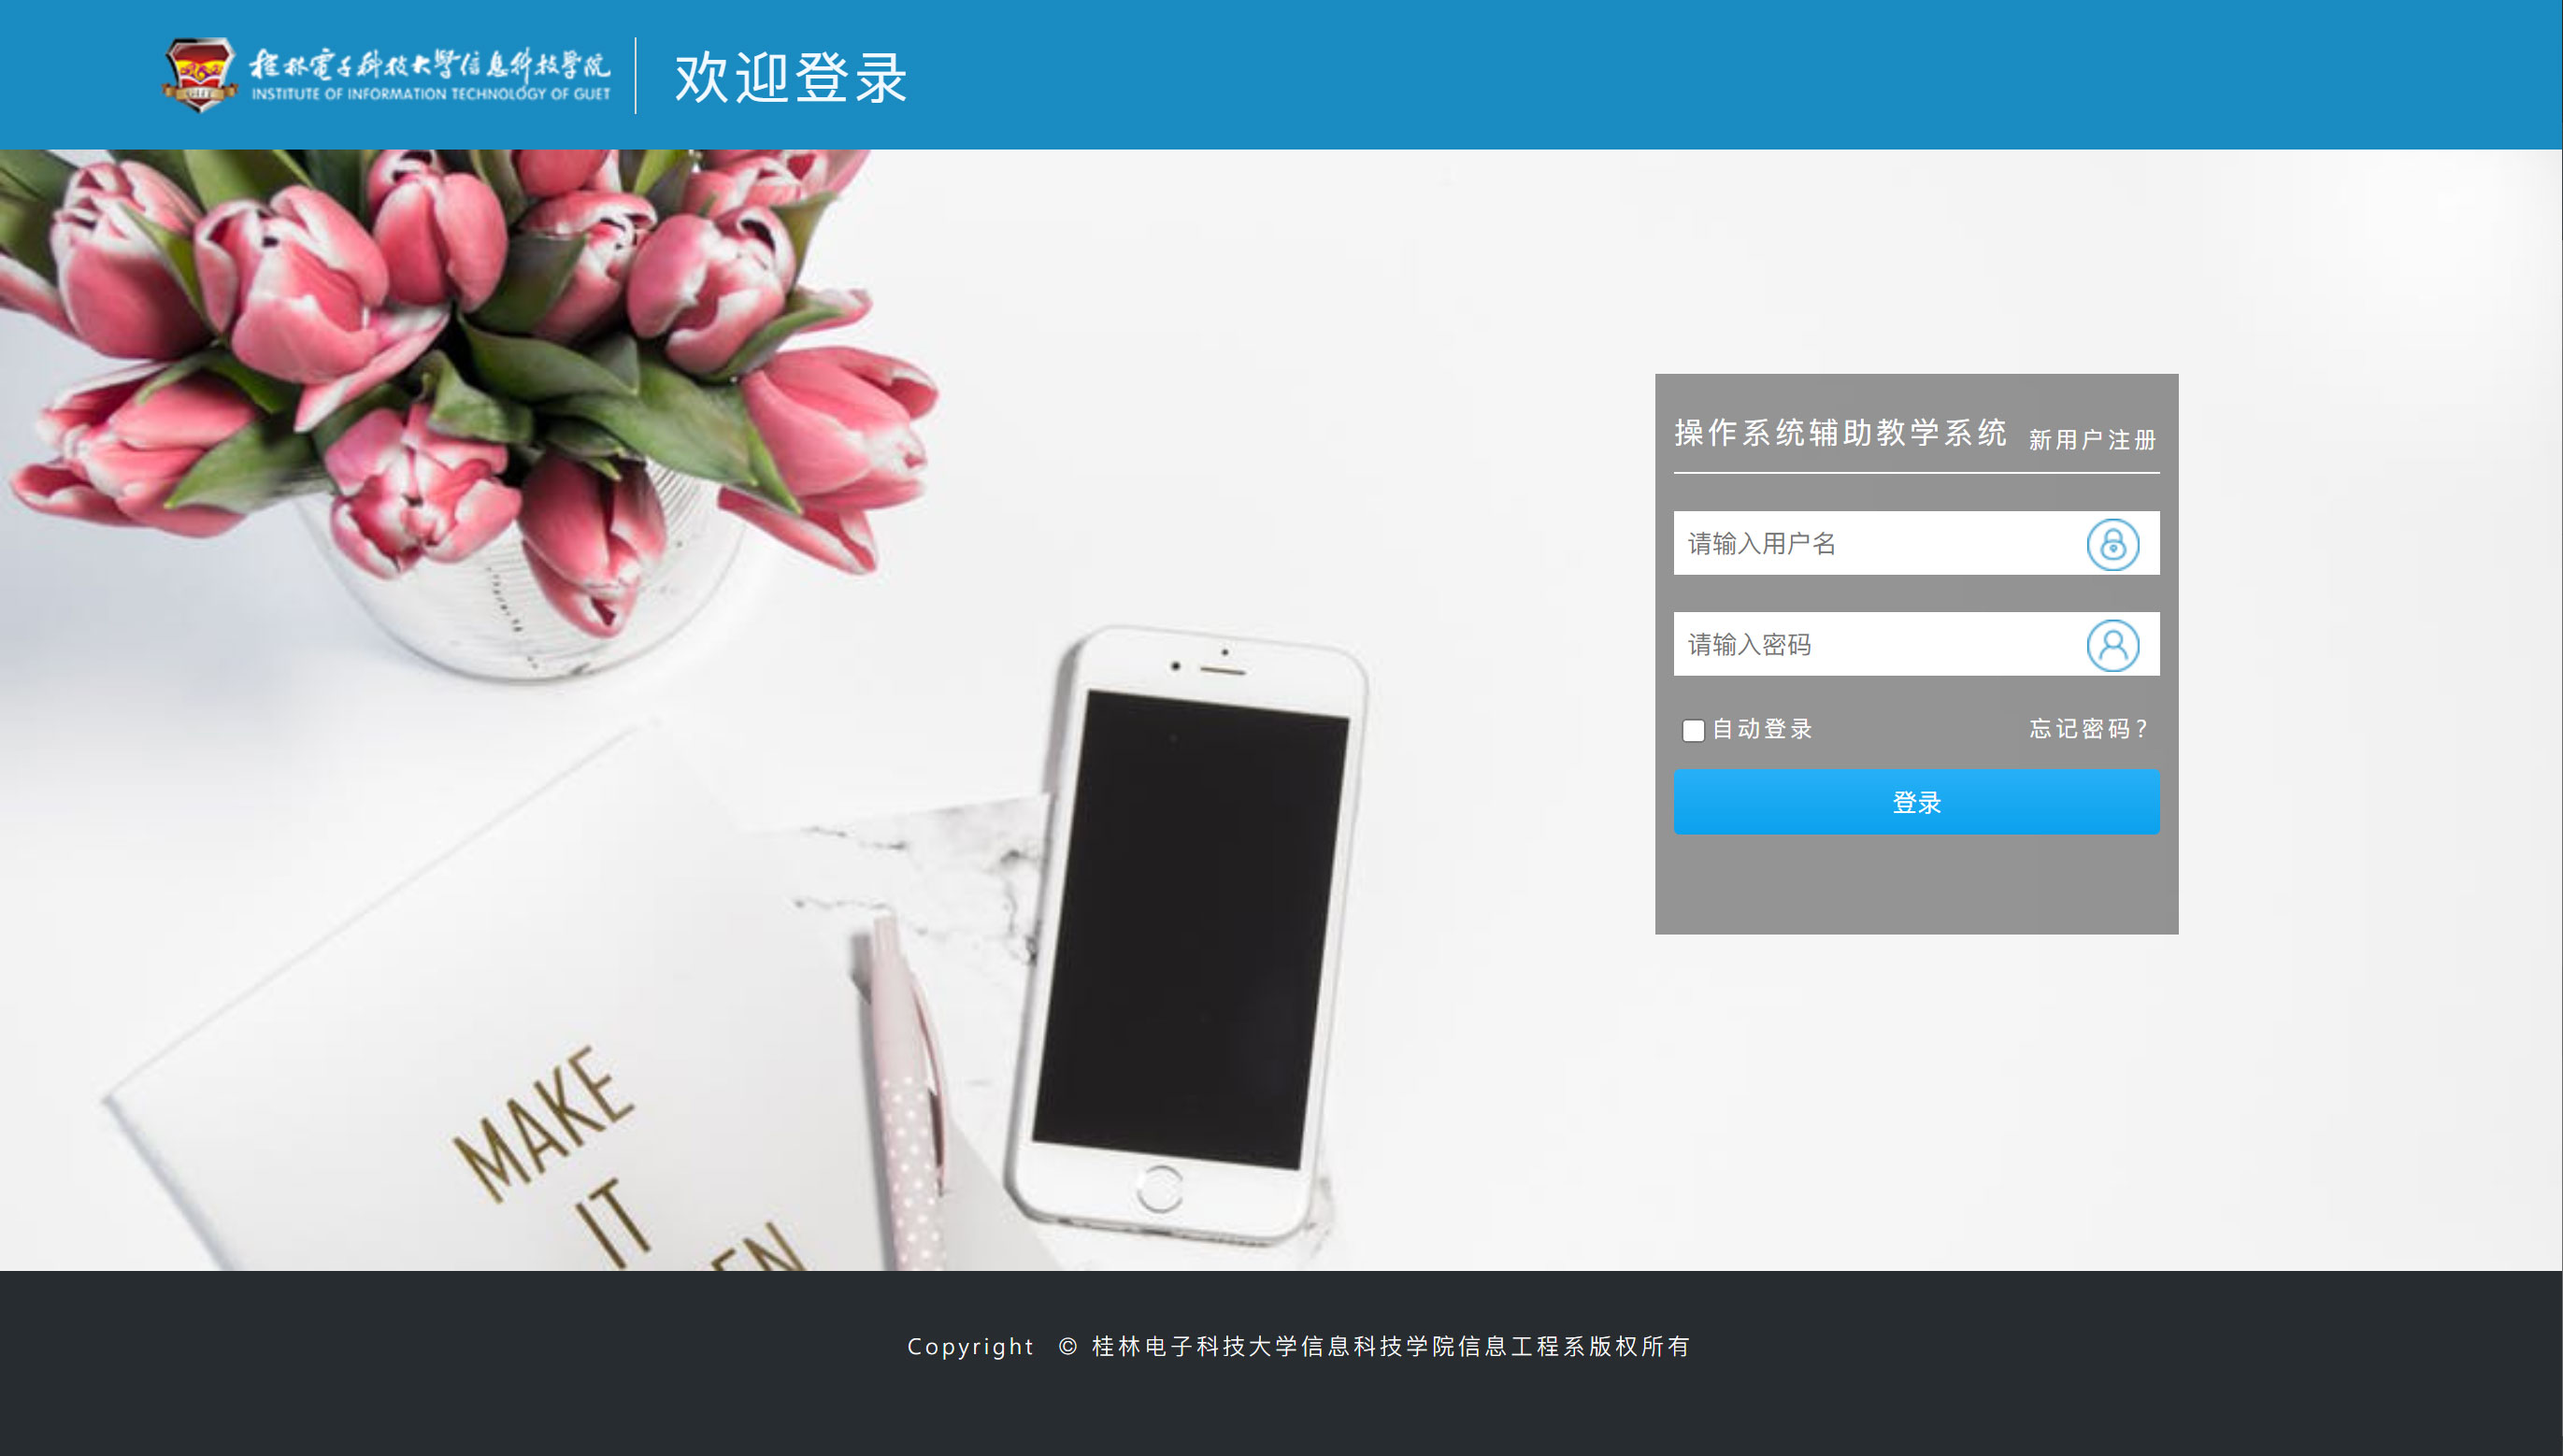 桂林電子科技大學信息科技學院
INSTITUTE OF INFORMATION TECHNOLOGY OF GUET
欢迎登录
操作系统辅助教学系统 新用户注册
请输入用户名
请输入密码
自动登录 忘记密码?
登录
MAKE
IT
EN
Copyright © 桂林电子科技大学信息科技学院信息工程系版权所有